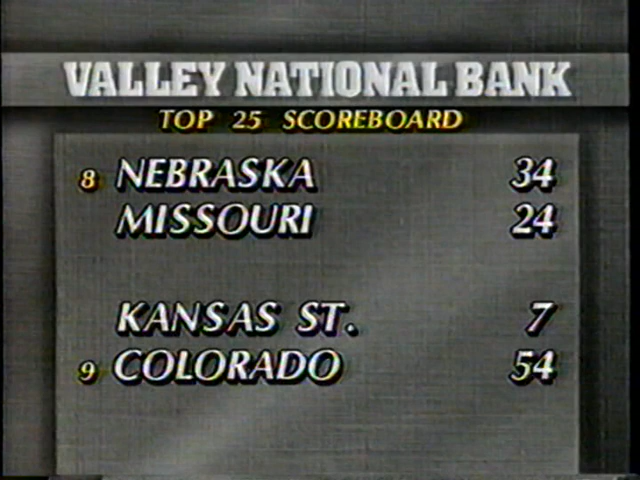 VALLEY NATIONAL BANK
TOP 25 SCOREBOARD
8 NEBRASKA 34
MISSOURI 24
KANSAS ST. 7
9 COLORADO 54